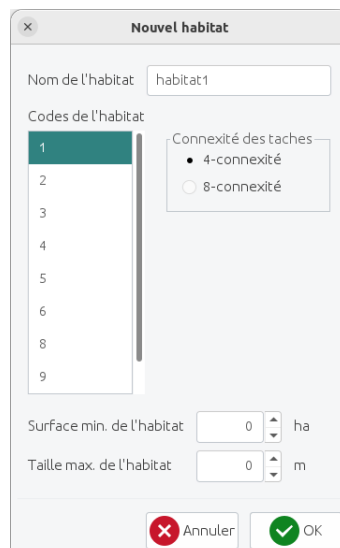 Nouvel habitat
Nom de l'habitat habitat1
Codes de l'habitat
Connexité des taches
1
4-connexité
2
8-connexité
3
4
5
6
8
9
Surface min. de l'habitat 0 ha
Taille max. de l'habitat 0 m
Annuler OK